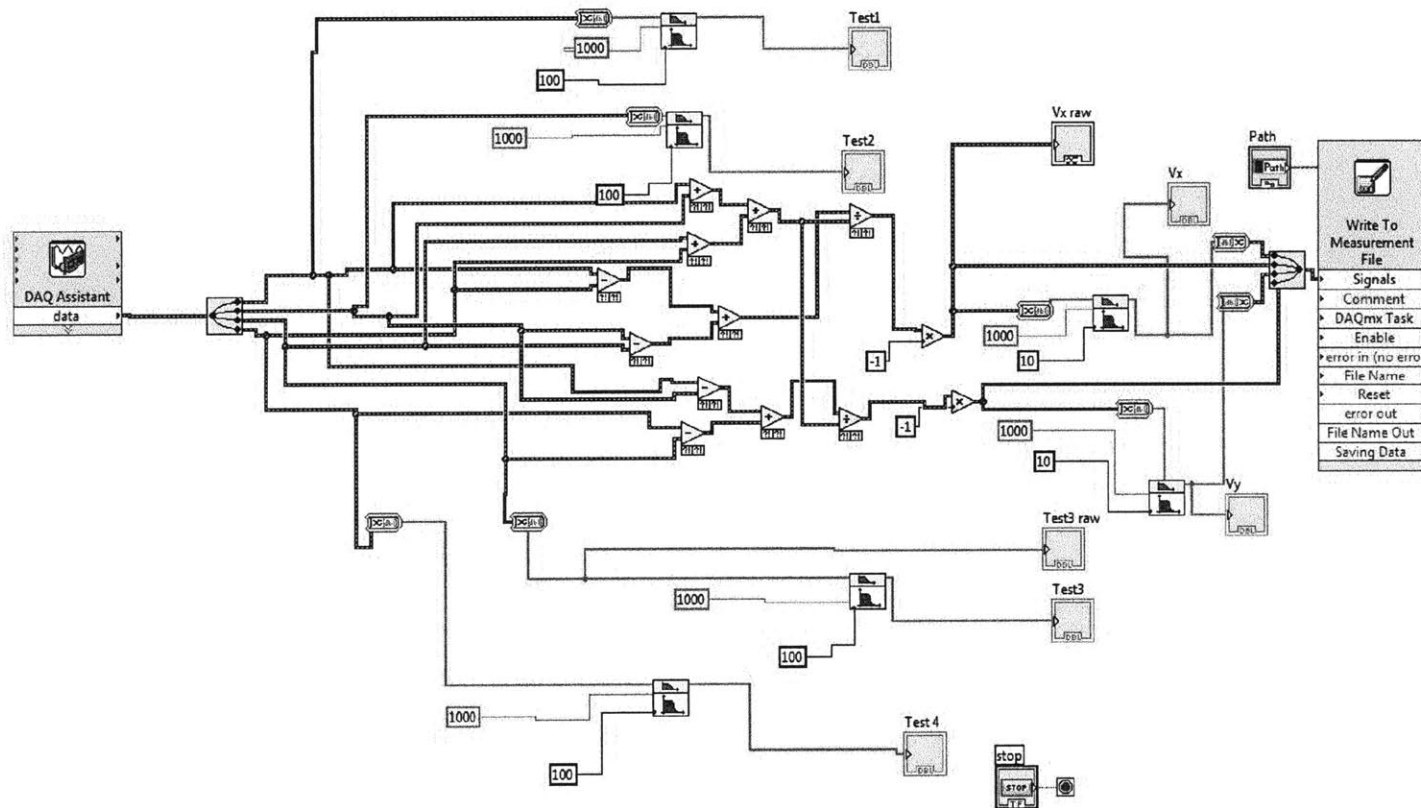 Test1
1000
100
1000
Test2
100
Vx raw
Path
Path
Vx
Write To
Measurement
File
Signals
Comment
DAQmx Task
Enable
error in (no erro
File Name
Reset
error out
File Name Out
Saving Data
DAQ Assistant
data
1000
10
-1
-1
1000
10
Vy
Test3 raw
1000
Test3
100
1000
Test 4
100
stop
STOP
TF